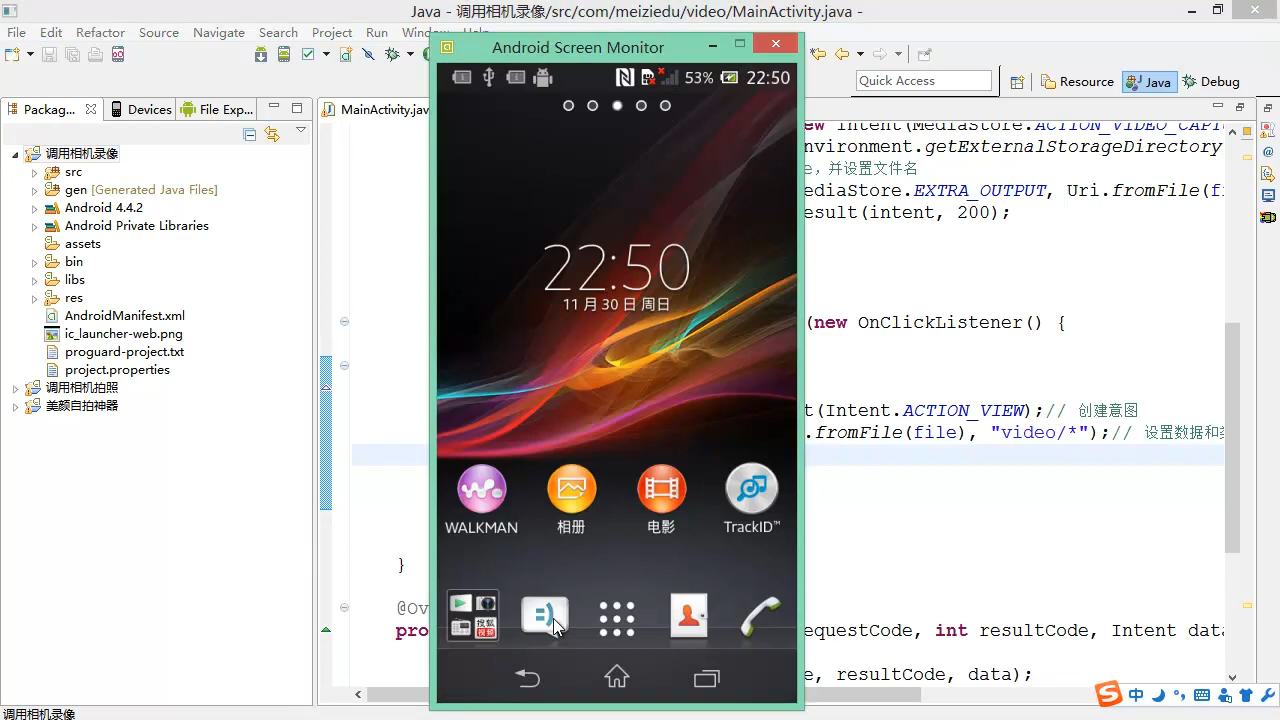 Java - 调用相机录像/src/com/meiziedu/video/MainActivity.java -
File Edit Refactor Source Navigate Search Project Run Window
Android Screen Monitor
Quick Access
Resource
Java
Debug
Packag...
Devices
File Exp...
MainActivity.java
调用相机录像
src
gen [Generated Java Files]
Android 4.4.2
Android Private Libraries
assets
bin
libs
res
AndroidManifest.xml
ic_launcher-web.png
proguard-project.txt
project.properties
调用相机拍照
美颜自拍神器
53% 22:50
22:50
11 月 30 日 周日
WALKMAN
相册
电影
TrackID™
搜狐
视频
ew Intent(MediaStore.ACTION_VIDEO_CAPT
nvironment.getExternalStorageDirectory
,并设置文件名
ediaStore.EXTRA_OUTPUT, Uri.fromFile(fi
esult(intent, 200);
(new OnClickListener() {
t(Intent.ACTION_VIEW);// 创建意图
.fromFile(file), "video/*");// 设置数据和类
}
@Ov
pro
equestCode, int resultCode, Intent data
e, resultCode, data);
中
调用相机录像